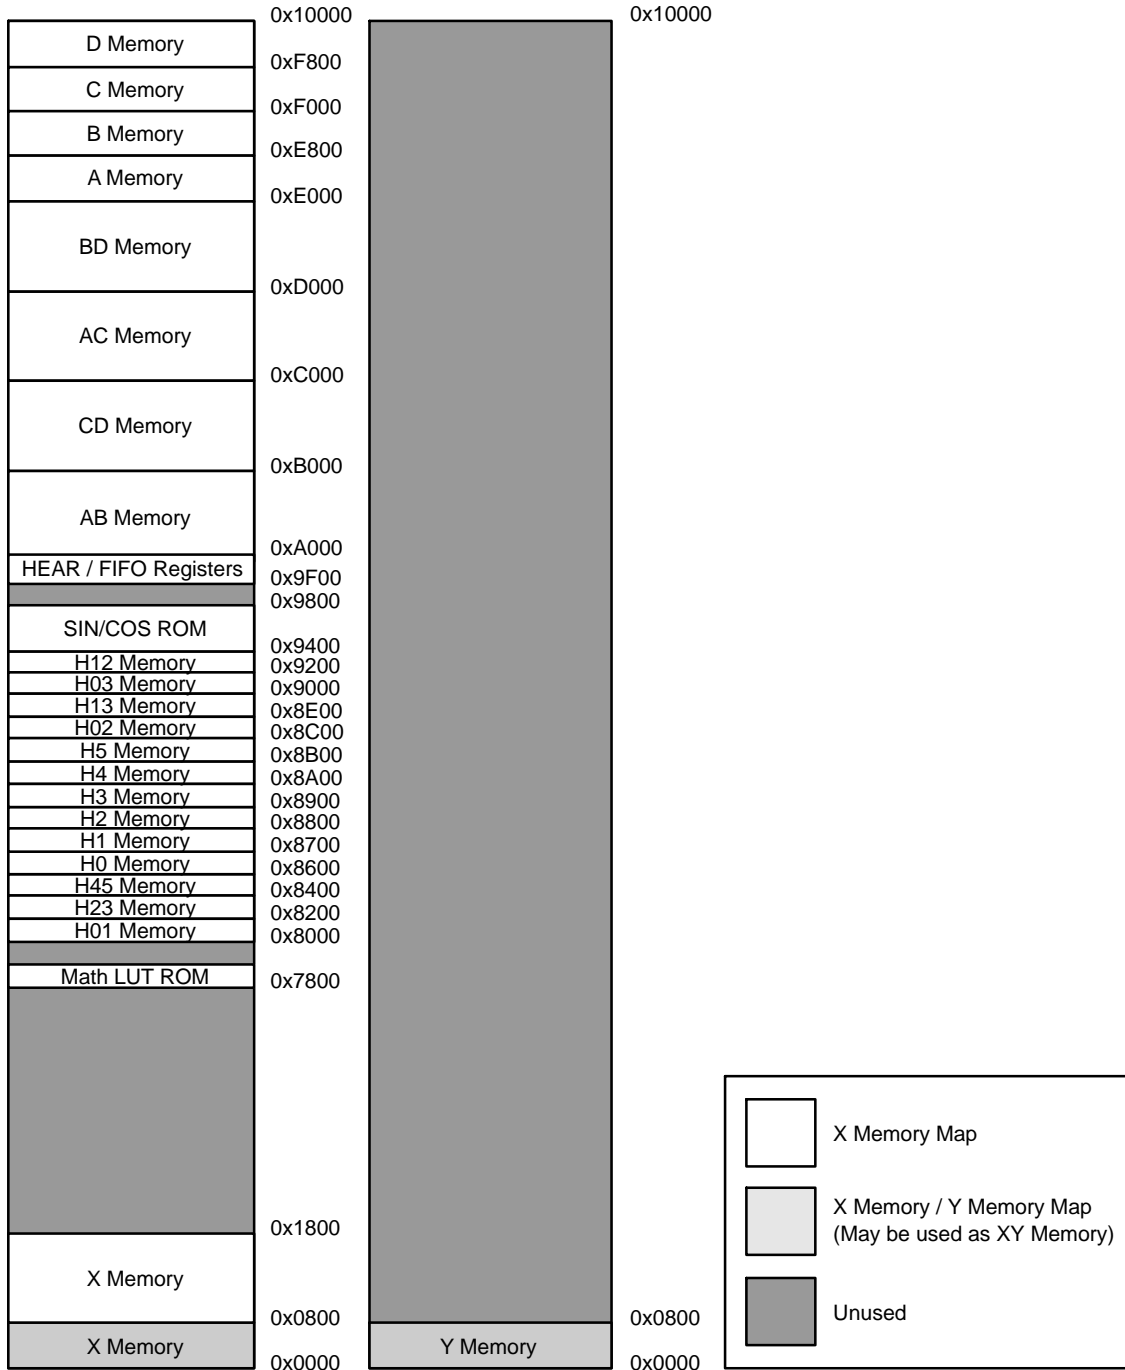 0x10000
D Memory
0xF800
C Memory
0xF000
B Memory
0xE800
A Memory
0xE000
BD Memory
0xD000
AC Memory
0xC000
CD Memory
0xB000
AB Memory
0xA000
HEAR / FIFO Registers
0x9F00
0x9800
SIN/COS ROM
0x9400
H12 Memory
0x9200
H03 Memory
0x9000
H13 Memory
0x8E00
H02 Memory
0x8C00
H5 Memory
0x8B00
H4 Memory
0x8A00
H3 Memory
0x8900
H2 Memory
0x8800
H1 Memory
0x8700
H0 Memory
0x8600
H45 Memory
0x8400
H23 Memory
0x8200
H01 Memory
0x8000
Math LUT ROM
0x7800
0x1800
X Memory
0x0800
X Memory
0x0000
0x10000
0x0800
Y Memory
0x0000
X Memory Map
X Memory / Y Memory Map
(May be used as XY Memory)
Unused